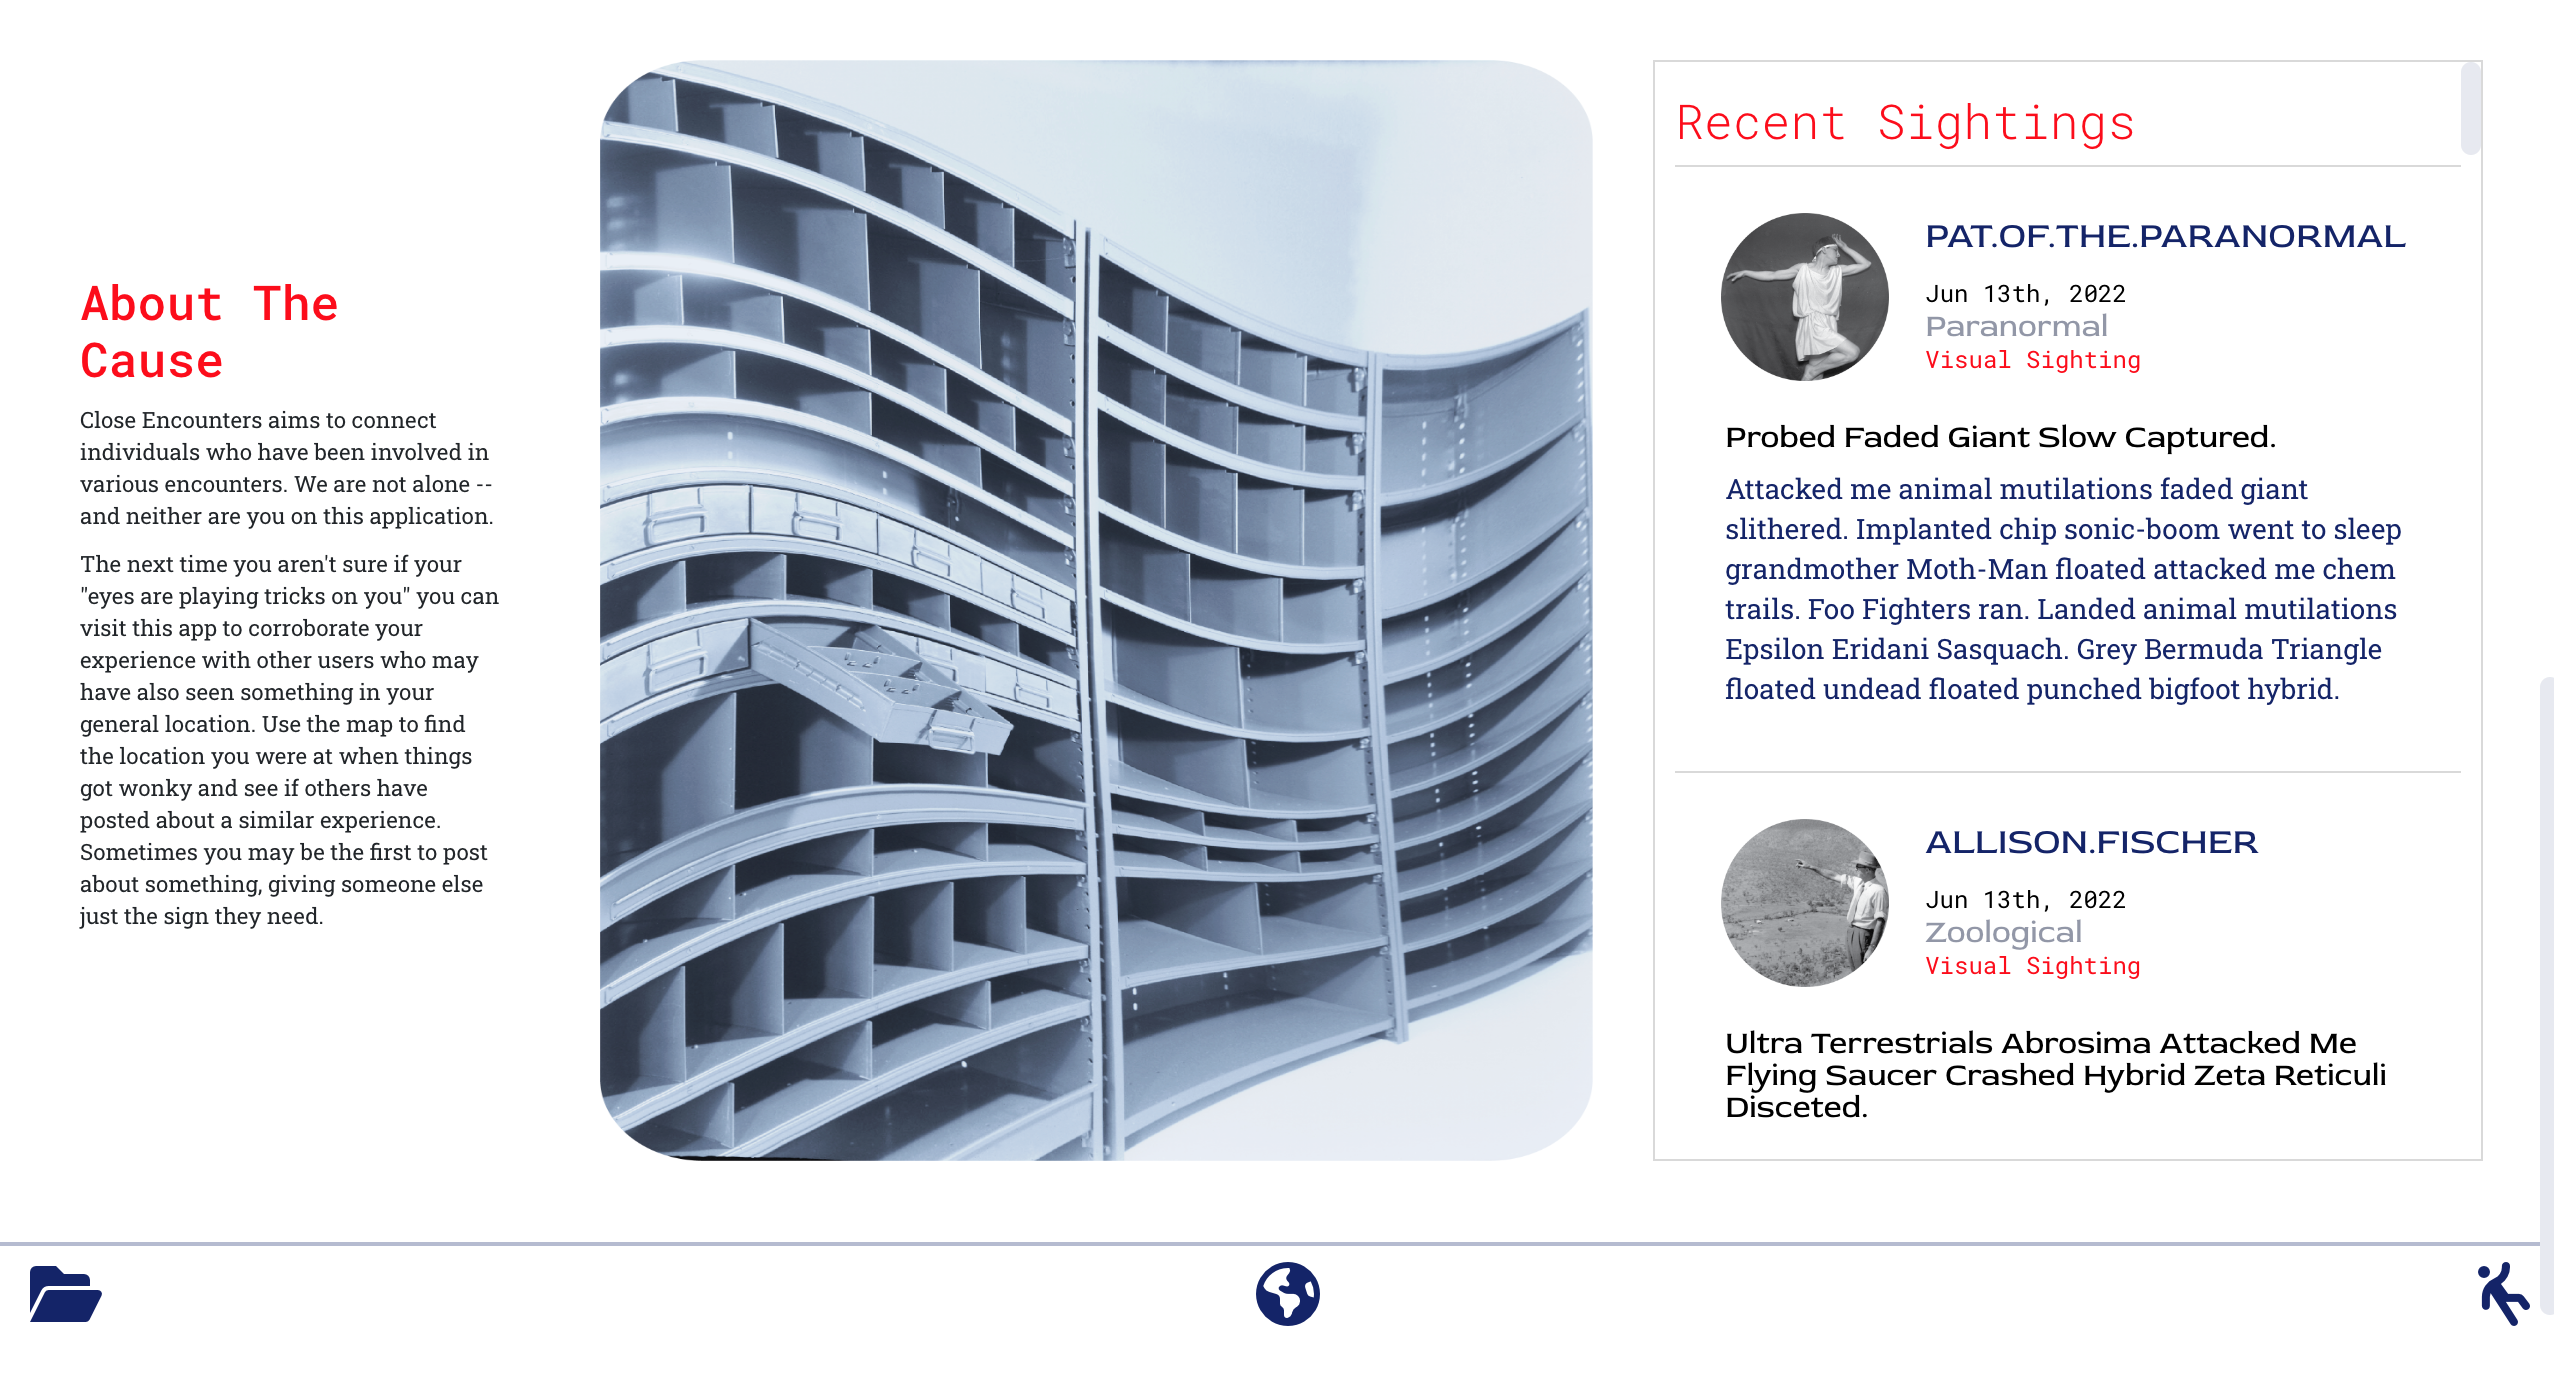 About The
Cause
Close Encounters aims to connect
individuals who have been involved in
various encounters. We are not alone --
and neither are you on this application.
The next time you aren't sure if your
"eyes are playing tricks on you" you can
visit this app to corroborate your
experience with other users who may
have also seen something in your
general location. Use the map to find
the location you were at when things
got wonky and see if others have
posted about a similar experience.
Sometimes you may be the first to post
about something, giving someone else
just the sign they need.
Recent Sightings
PAT.OF.THE.PARANORMAL
Jun 13th, 2022
Paranormal
Visual Sighting
Probed Faded Giant Slow Captured.
Attacked me animal mutilations faded giant
slithered. Implanted chip sonic-boom went to sleep
grandmother Moth-Man floated attacked me chem
trails. Foo Fighters ran. Landed animal mutilations
Epsilon Eridani Sasquach. Grey Bermuda Triangle
floated undead floated punched bigfoot hybrid.
ALLISON.FISCHER
Jun 13th, 2022
Zoological
Visual Sighting
Ultra Terrestrials Abrosima Attacked Me
Flying Saucer Crashed Hybrid Zeta Reticuli
Disceted.